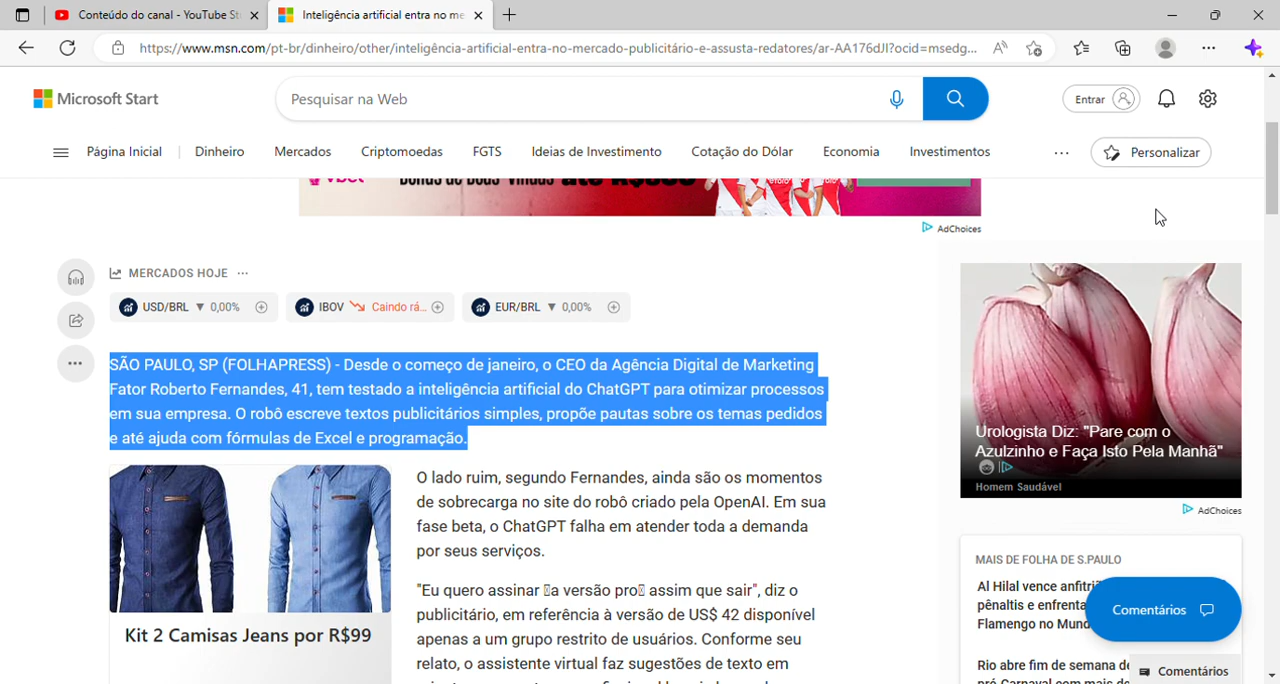 Conteúdo do canal - YouTube St
Inteligência artificial entra no me
https://www.msn.com/pt-br/dinheiro/other/inteligência-artificial-entra-no-mercado-publicitário-e-assusta-redatores/ar-AA176dJl?ocid=msedg...
Microsoft Start
Pesquisar na Web
Entrar
Página Inicial
Dinheiro
Mercados
Criptomoedas
FGTS
Ideias de Investimento
Cotação do Dólar
Economia
Investimentos
Personalizar
AdChoices
MERCADOS HOJE
USD/BRL ▼ 0,00%
IBOV Caindo rá...
EUR/BRL ▼ 0,00%
SÃO PAULO, SP (FOLHAPRESS) - Desde o começo de janeiro, o CEO da Agência Digital de Marketing
Fator Roberto Fernandes, 41, tem testado a inteligência artificial do ChatGPT para otimizar processos
em sua empresa. O robô escreve textos publicitários simples, propõe pautas sobre os temas pedidos
e até ajuda com fórmulas de Excel e programação.
Kit 2 Camisas Jeans por R$99
O lado ruim, segundo Fernandes, ainda são os momentos
de sobrecarga no site do robô criado pela OpenAI. Em sua
fase beta, o ChatGPT falha em atender toda a demanda
por seus serviços.
"Eu quero assinar a versão pro assim que sair", diz o
publicitário, em referência à versão de US$ 42 disponível
apenas a um grupo restrito de usuários. Conforme seu
relato, o assistente virtual faz sugestões de texto em
Urologista Diz: "Pare com o
Azulzinho e Faça Isto Pela Manhã"
Homem Saudável
AdChoices
MAIS DE FOLHA DE S.PAULO
Al Hilal vence anfitriã
pênaltis e enfrenta
Flamengo no Mund
Rio abre fim de semana de
Comentários
Comentários